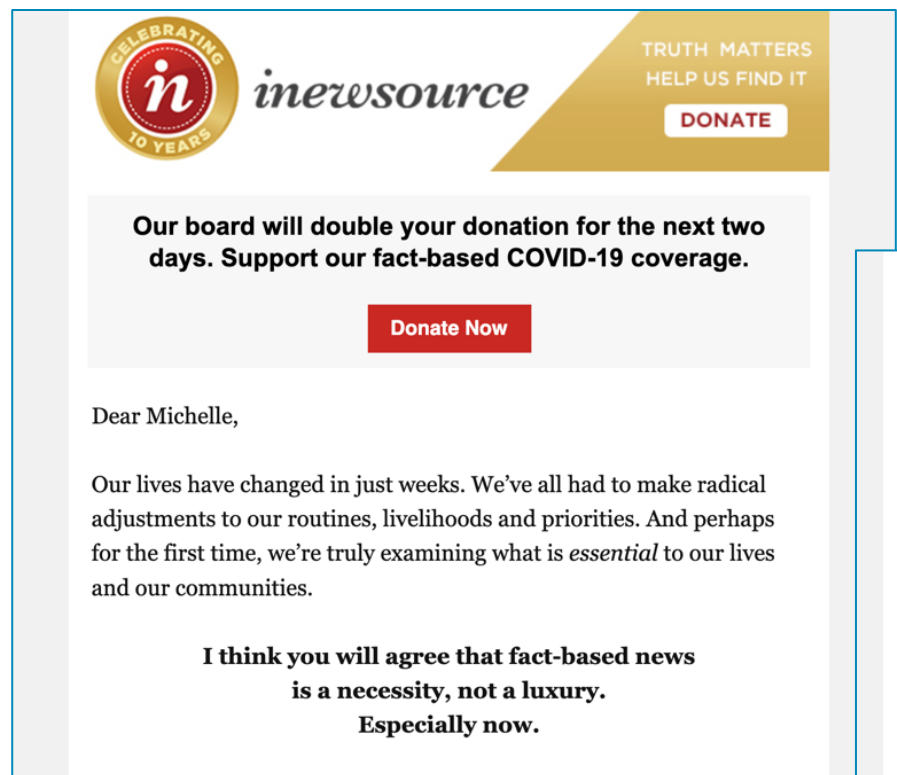 CELEBRATING
in
10 YEARS
inewsource
TRUTH MATTERS
HELP US FIND IT
DONATE
Our board will double your donation for the next two
days. Support our fact-based COVID-19 coverage.
Donate Now
Dear Michelle,
Our lives have changed in just weeks. We’ve all had to make radical
adjustments to our routines, livelihoods and priorities. And perhaps
for the first time, we’re truly examining what is essential to our lives
and our communities.
I think you will agree that fact-based news
is a necessity, not a luxury.
Especially now.